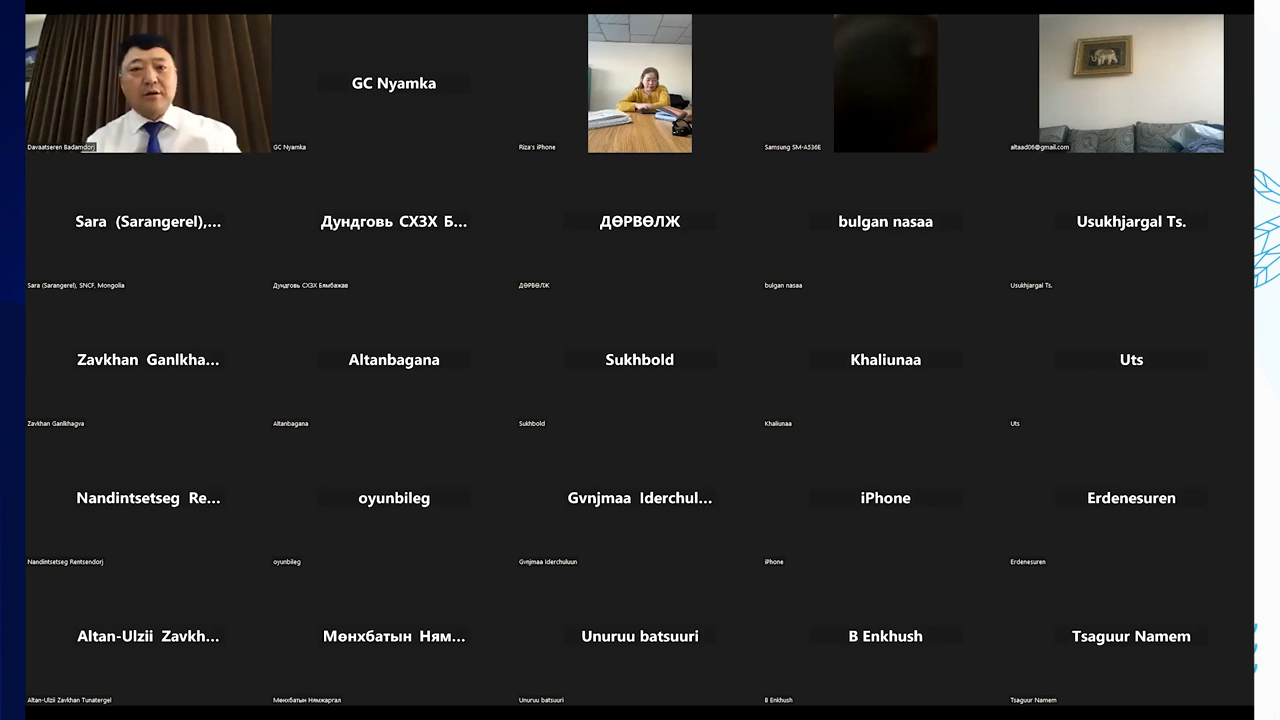 Davaatseren Badamdorj
GC Nyamka
GC Nyamka
Riza's iPhone
Samsung SM-A536E
altaad06@gmail.com
Sara (Sarangerel),...
Дундговь СХЗХ Б...
ДӨРВӨЛЖ
bulgan nasaa
Usukhjargal Ts.
Sara (Sarangerel), SNCF, Mongolia
Дундговь СХЗХ Бямбажав
ДӨРВӨЛЖ
bulgan nasaa
Usukhjargal Ts.
Zavkhan Ganlkha...
Altanbagana
Sukhbold
Khaliunaa
Uts
Zavkhan Ganlkhagva
Altanbagana
Sukhbold
Khaliunaa
Uts
Nandintsetseg Re...
oyunbileg
Gvnjmaa Iderchul...
iPhone
Erdenesuren
Nandintsetseg Rentsendorj
oyunbileg
Gvnjmaa Iderchuluun
iPhone
Erdenesuren
Altan-Ulzii Zavkh...
Мөнхбатын Ням...
Unuruu batsuuri
B Enkhush
Tsaguur Namem
Altan-Ulzii Zavkhan Tunatergel
Мөнхбатын Нямжаргал
Unuruu batsuuri
B Enkhush
Tsaguur Namem